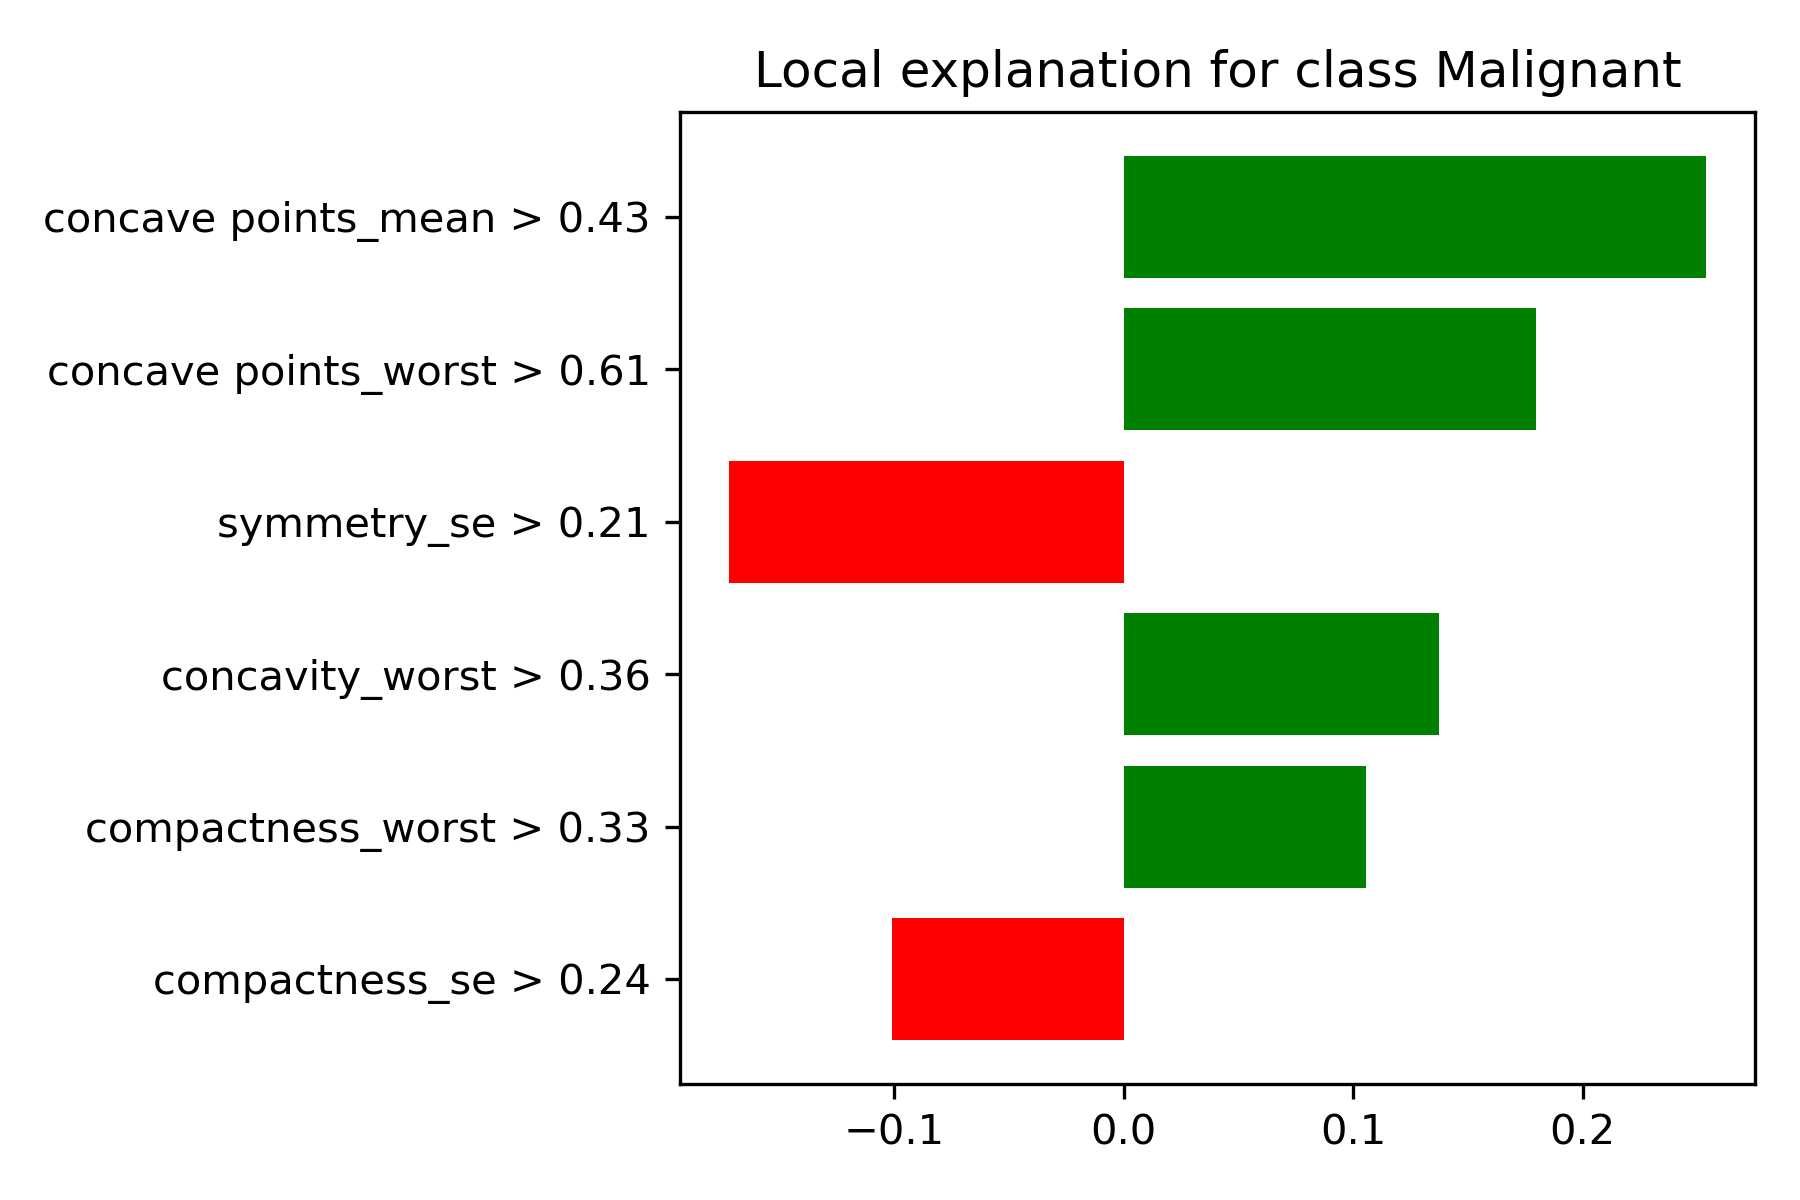 Local explanation for class Malignant
concave points_mean > 0.43
concave points_worst > 0.61
symmetry_se > 0.21
concavity_worst > 0.36
compactness_worst > 0.33
compactness_se > 0.24
−0.1 0.0 0.1 0.2